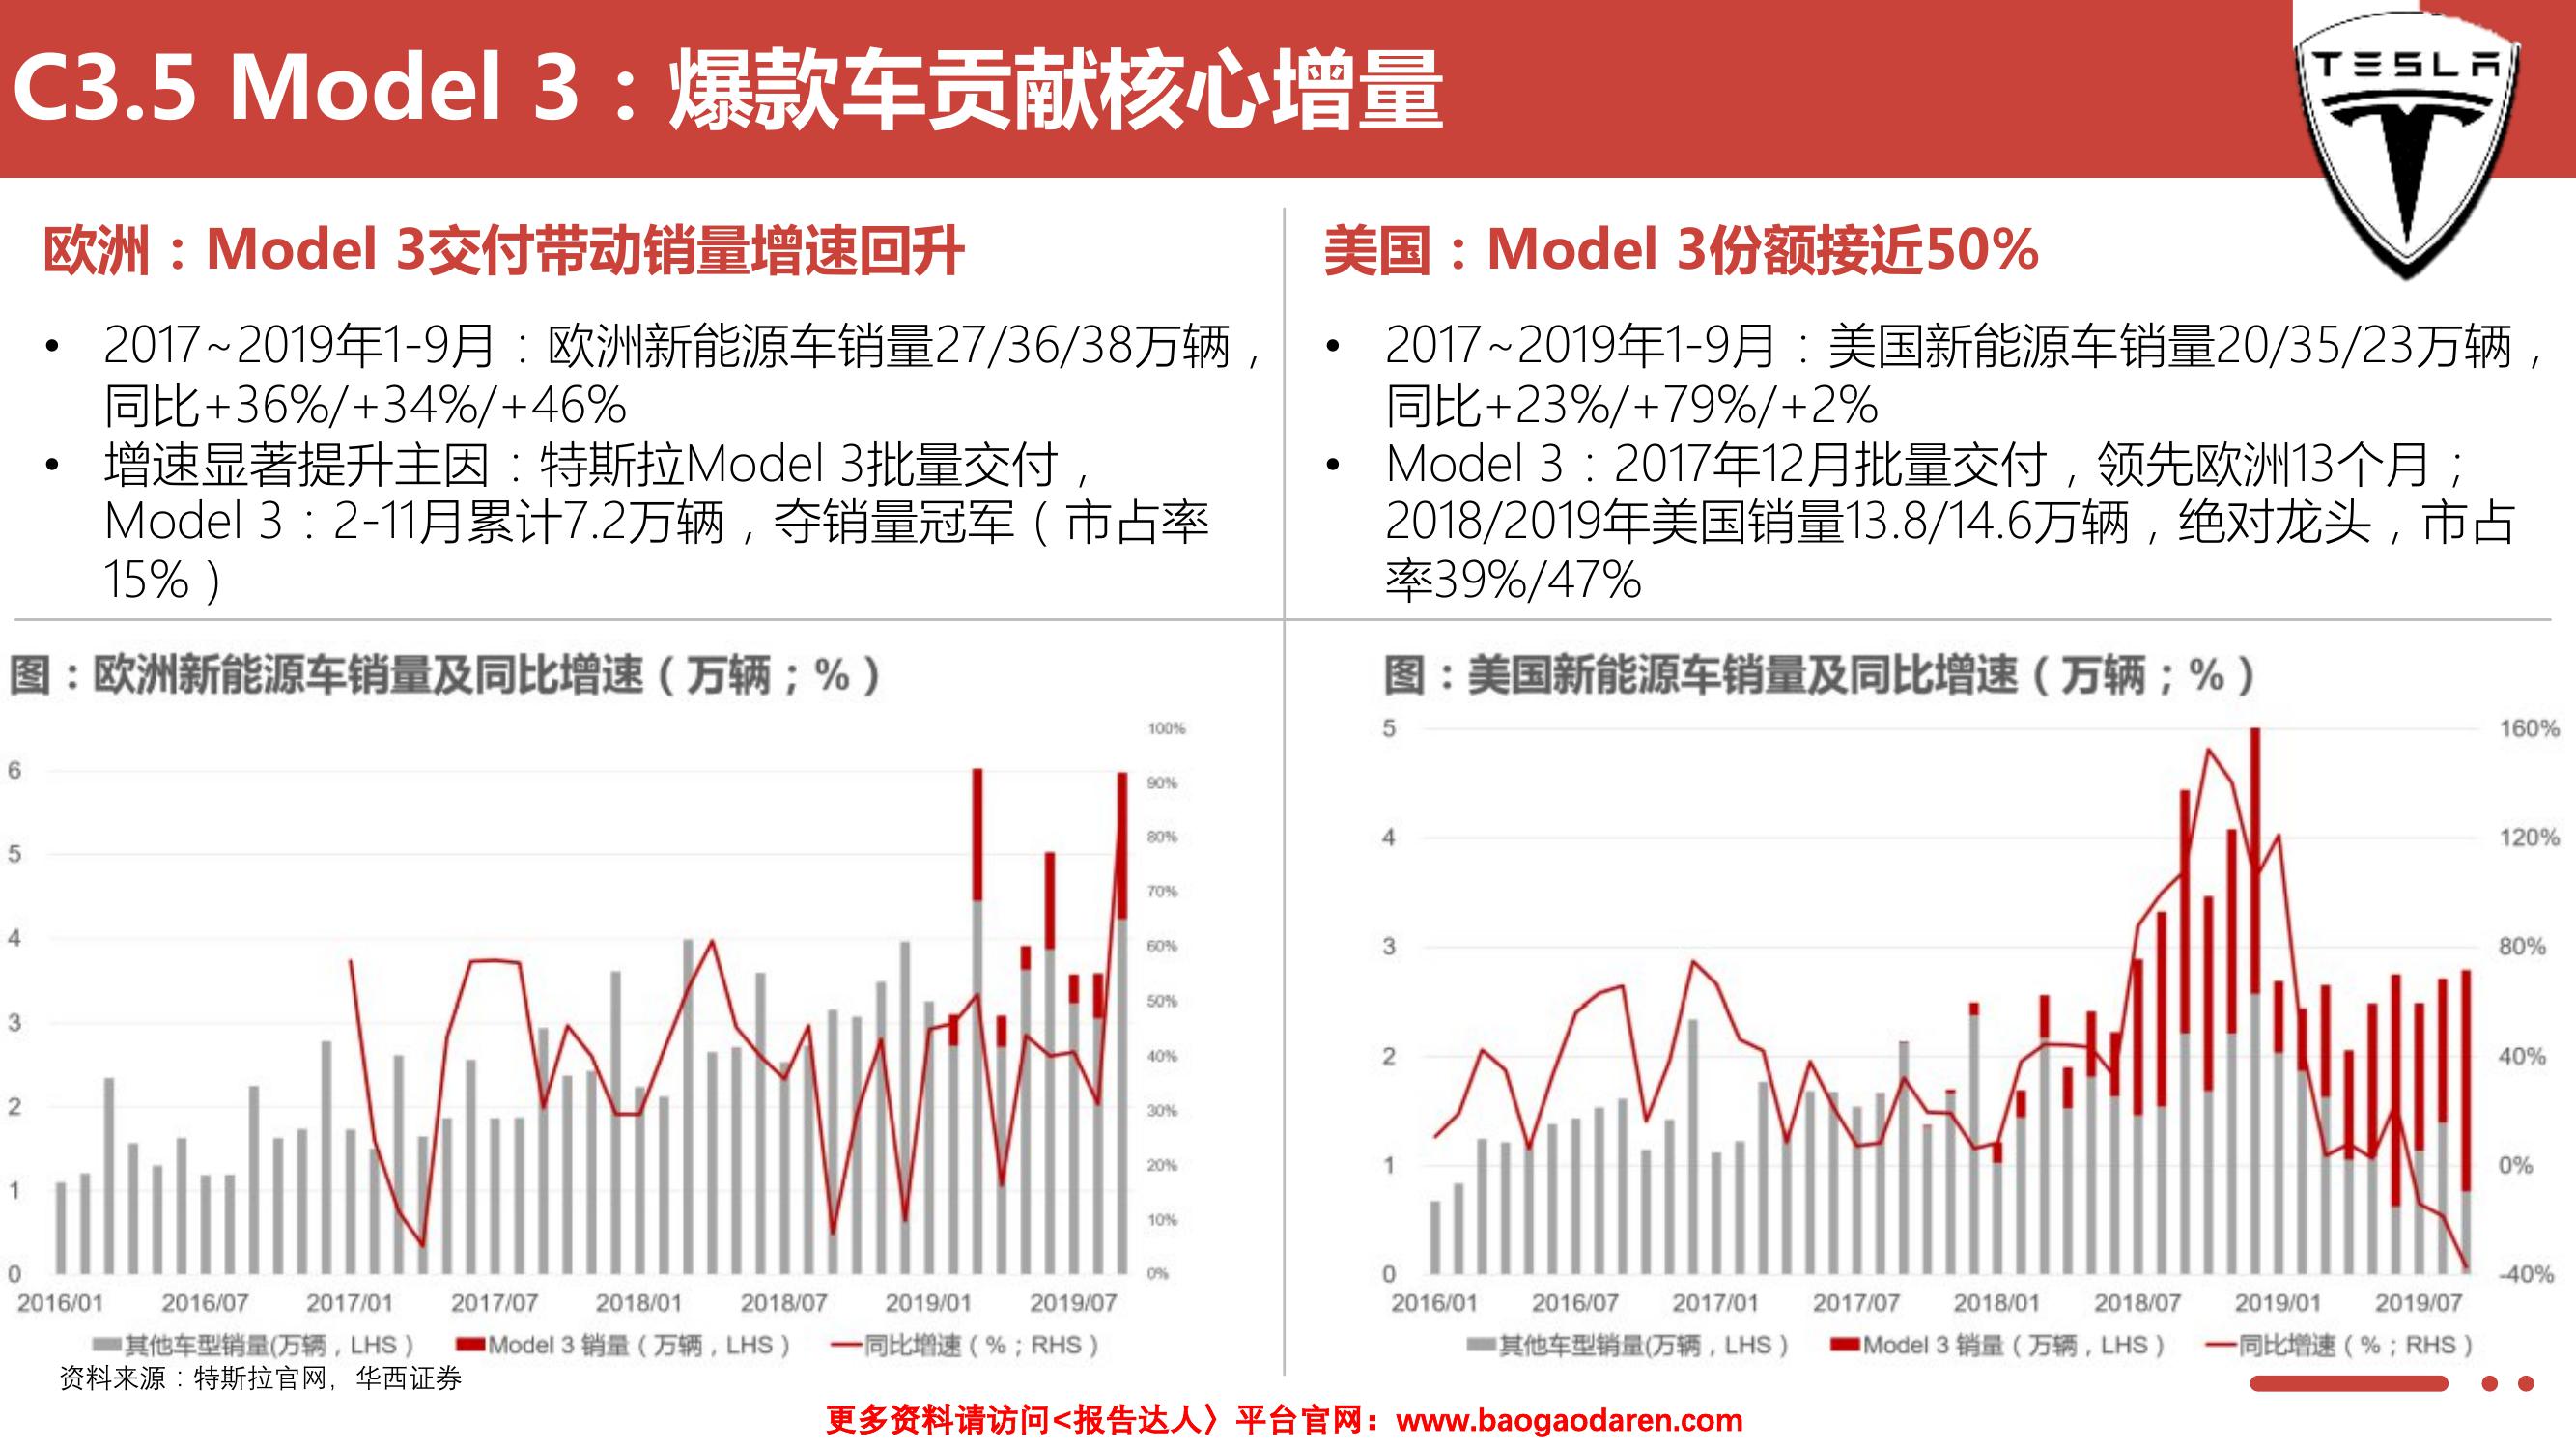 C3.5 Model 3：爆款车贡献核心增量
TESLA
欧洲：Model 3交付带动销量增速回升
• 2017~2019年1-9月：欧洲新能源车销量27/36/38万辆，
同比+36%/+34%/+46%
• 增速显著提升主因：特斯拉Model 3批量交付，
Model 3：2-11月累计7.2万辆，夺销量冠军（市占率
15%）
美国：Model 3份额接近50%
• 2017~2019年1-9月：美国新能源车销量20/35/23万辆，
同比+23%/+79%/+2%
• Model 3：2017年12月批量交付，领先欧洲13个月；
2018/2019年美国销量13.8/14.6万辆，绝对龙头，市占
率39%/47%
图：欧洲新能源车销量及同比增速（万辆；%）
6
5
4
3
2
1
0
100%
90%
80%
70%
60%
50%
40%
30%
20%
10%
0%
2016/01 2016/07 2017/01 2017/07 2018/01 2018/07 2019/01 2019/07
其他车型销量(万辆，LHS） Model 3 销量（万辆，LHS） 同比增速（%；RHS）
图：美国新能源车销量及同比增速（万辆；%）
5
4
3
2
1
0
160%
120%
80%
40%
0%
-40%
2016/01 2016/07 2017/01 2017/07 2018/01 2018/07 2019/01 2019/07
其他车型销量(万辆，LHS） Model 3 销量（万辆，LHS） 同比增速（%；RHS）
资料来源：特斯拉官网，华西证券
更多资料请访问<报告达人〉平台官网：www.baogaodaren.com